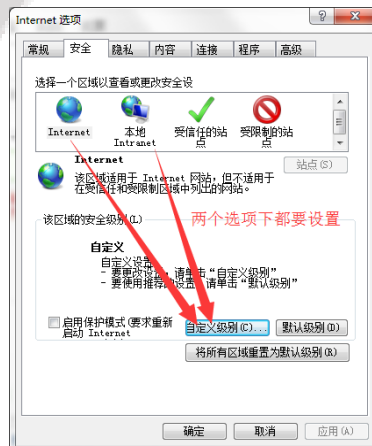 Internet 选项
常规 安全 隐私 内容 连接 程序 高级
选择一个区域以查看或更改安全设
Internet 本地 Intranet 受信任的站点 受限制的站点
Internet
站点(S)
该区域适用于 Internet 网站，但不适用于
在受信任和受限制区域中列出的网站。
该区域的安全级别(L)
两个选项下都要设置
自定义
自定义设置
- 要更改设置，请单击“自定义级别”
- 要使用推荐的设置，请单击“默认级别”
启用保护模式(要求重新
启动 Internet
自定义级别(C)... 默认级别(D)
将所有区域重置为默认级别(R)
确定 取消 应用(A)